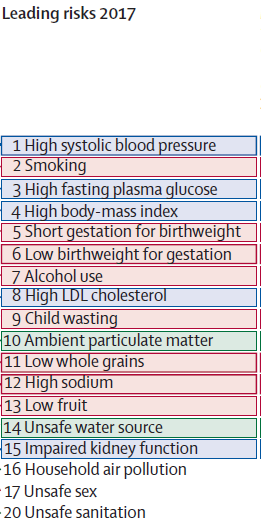 Leading risks 2017
1 High systolic blood pressure
2 Smoking
3 High fasting plasma glucose
4 High body-mass index
5 Short gestation for birthweight
6 Low birthweight for gestation
7 Alcohol use
8 High LDL cholesterol
9 Child wasting
10 Ambient particulate matter
11 Low whole grains
12 High sodium
13 Low fruit
14 Unsafe water source
15 Impaired kidney function
16 Household air pollution
17 Unsafe sex
20 Unsafe sanitation